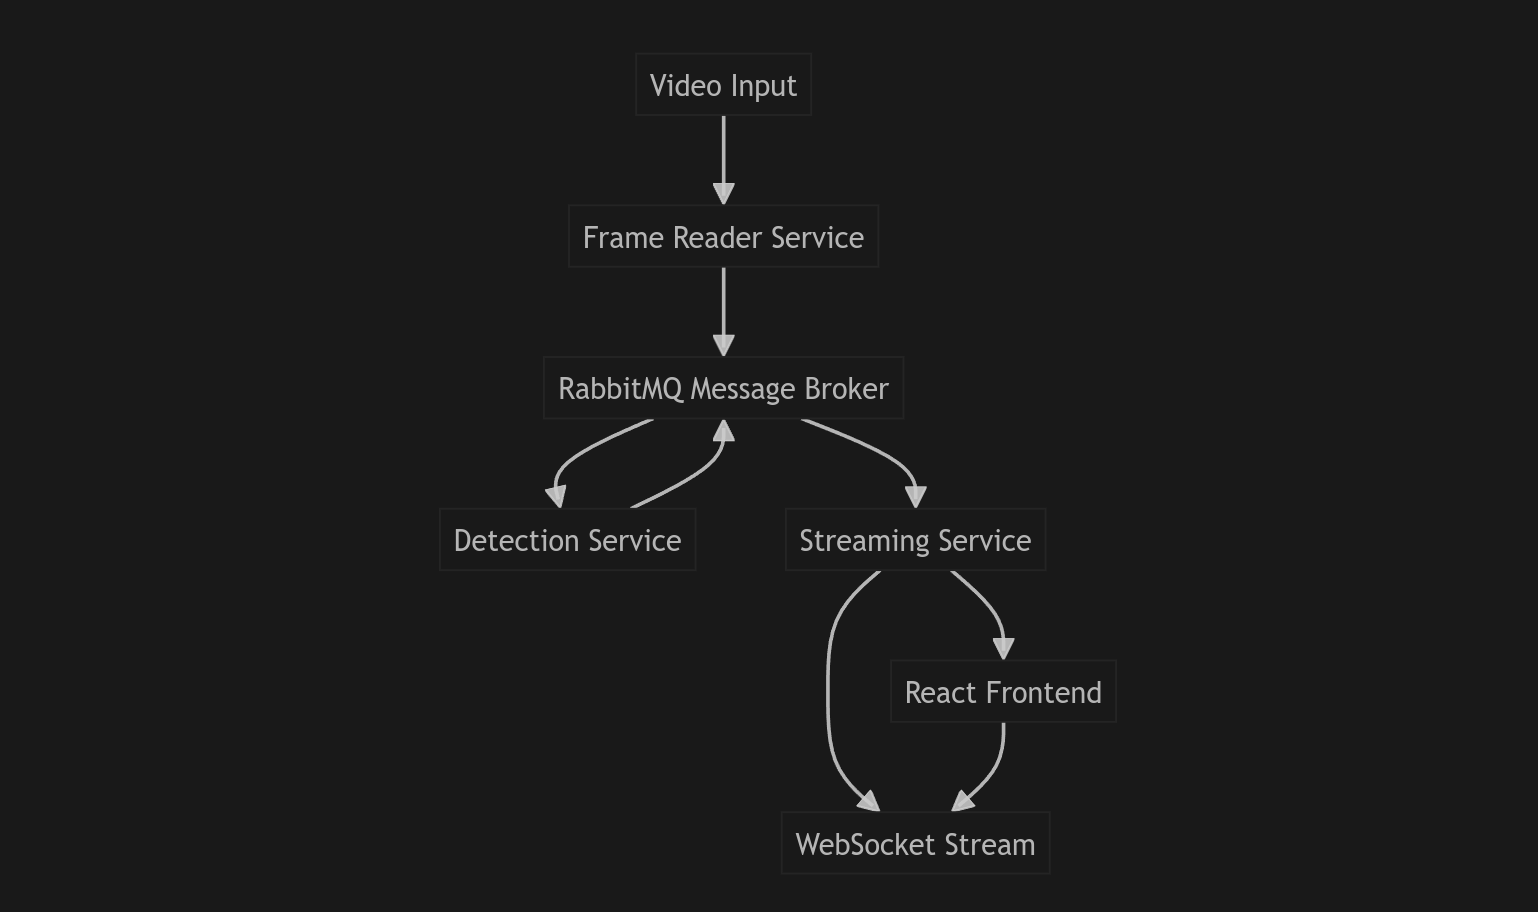 Video Input
Frame Reader Service
RabbitMQ Message Broker
Detection Service
Streaming Service
React Frontend
WebSocket Stream